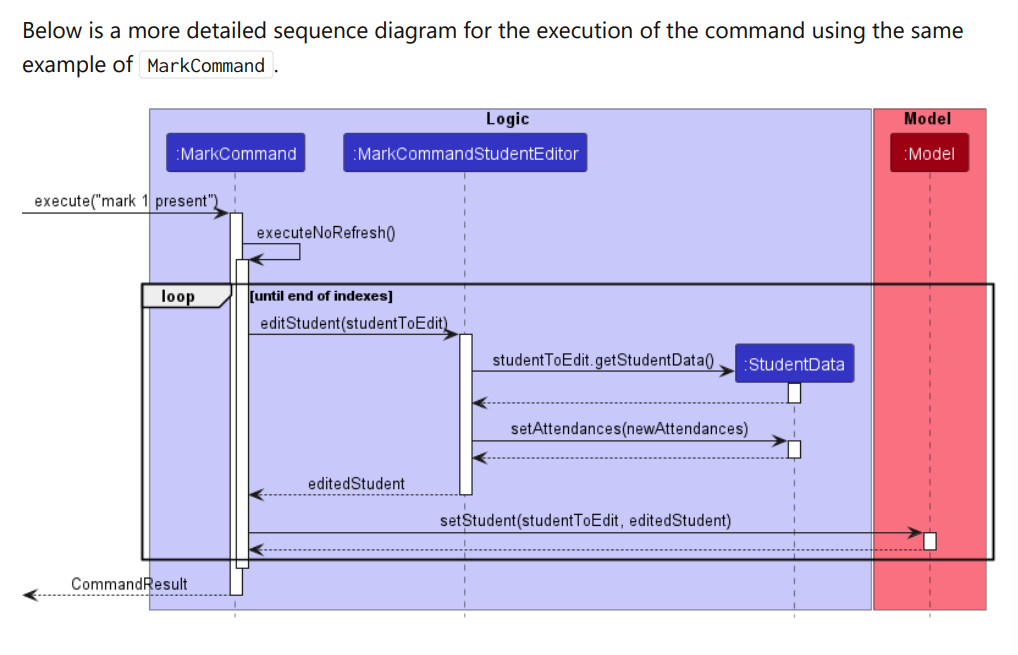 Below is a more detailed sequence diagram for the execution of the command using the same
example of MarkCommand .
Logic
Model
:MarkCommand
:MarkCommandStudentEditor
:Model
execute("mark 1 present")
executeNoRefresh()
loop
[until end of indexes]
editStudent(studentToEdit)
studentToEdit.getStudentData()
:StudentData
setAttendances(newAttendances)
editedStudent
setStudent(studentToEdit, editedStudent)
CommandResult